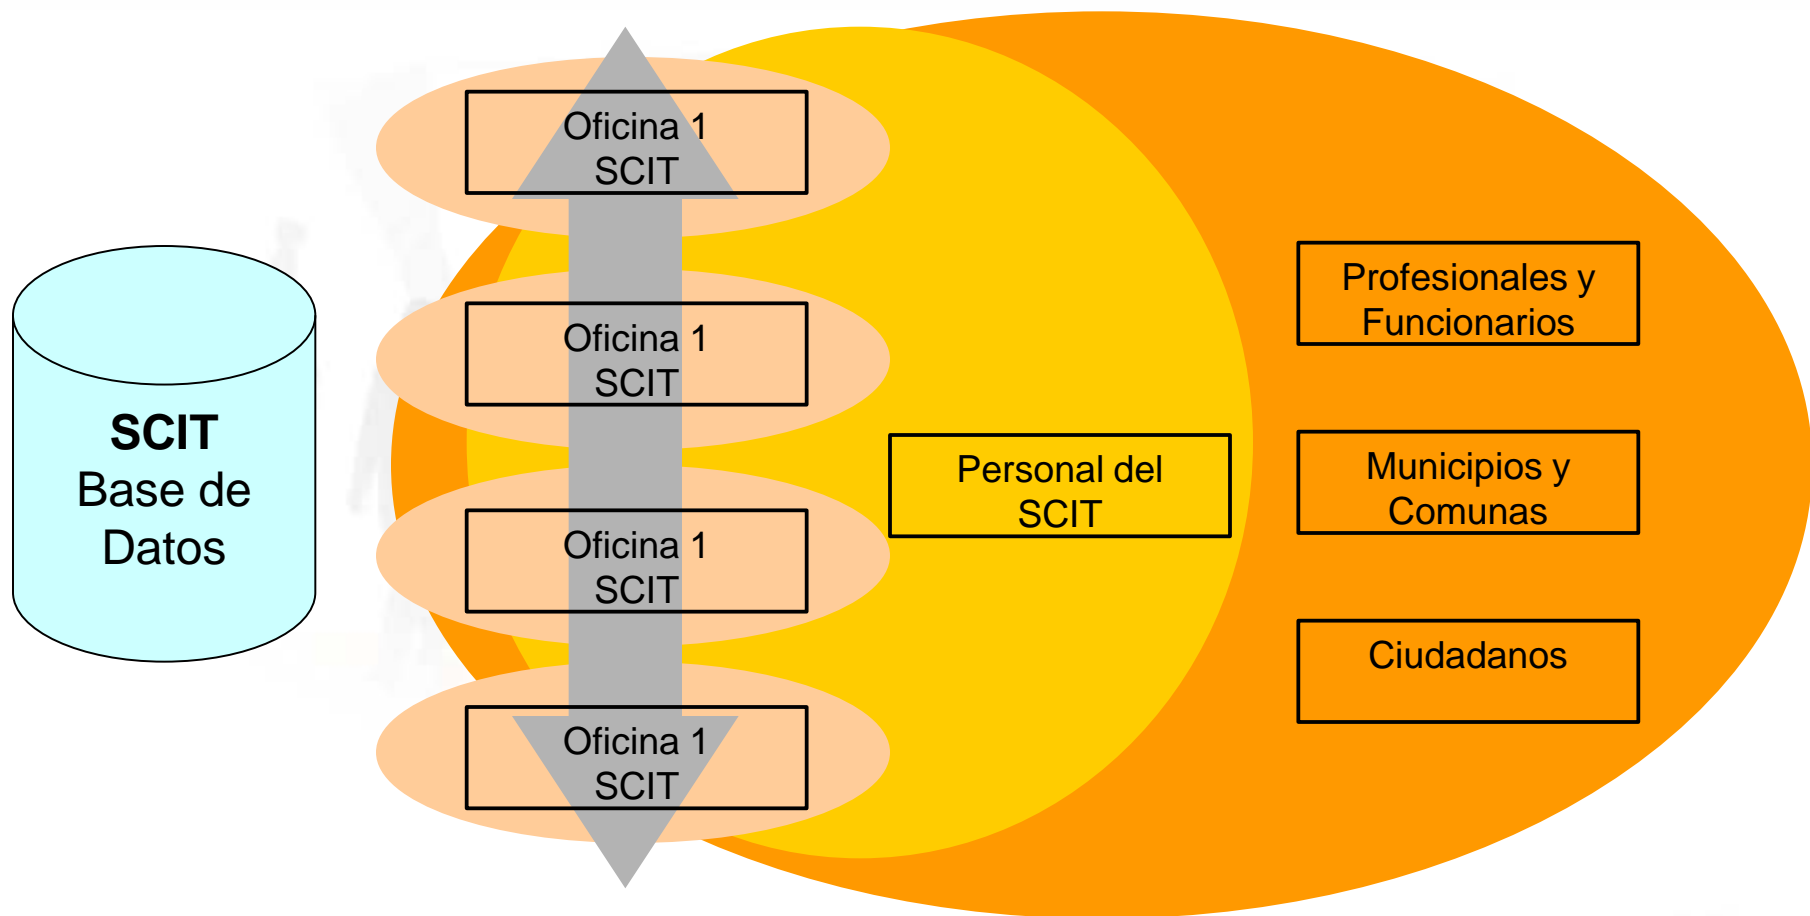 SCIT
Base de
Datos
Oficina 1
SCIT
Oficina 1
SCIT
Oficina 1
SCIT
Oficina 1
SCIT
Personal del
SCIT
Profesionales y
Funcionarios
Municipios y
Comunas
Ciudadanos